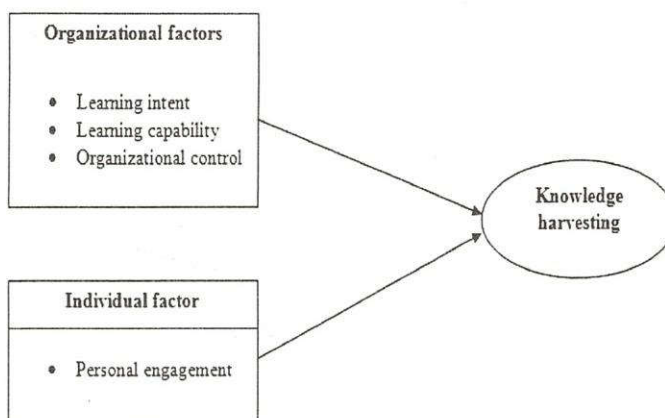 Organizational factors
• Learning intent
• Learning capability
• Organizational control
Knowledge
harvesting
Individual factor
• Personal engagement